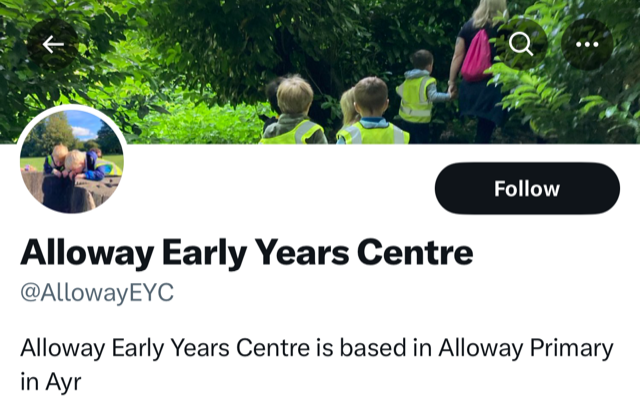 Follow
Alloway Early Years Centre
@AllowayEYC
Alloway Early Years Centre is based in Alloway Primary
in Ayr